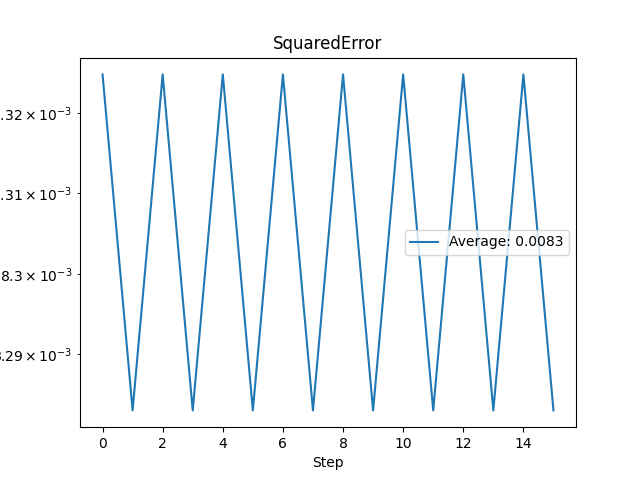 SquaredError
.32 × 10⁻³
.31 × 10⁻³
8.3 × 10⁻³
8.29 × 10⁻³
Average: 0.0083
0 2 4 6 8 10 12 14
Step